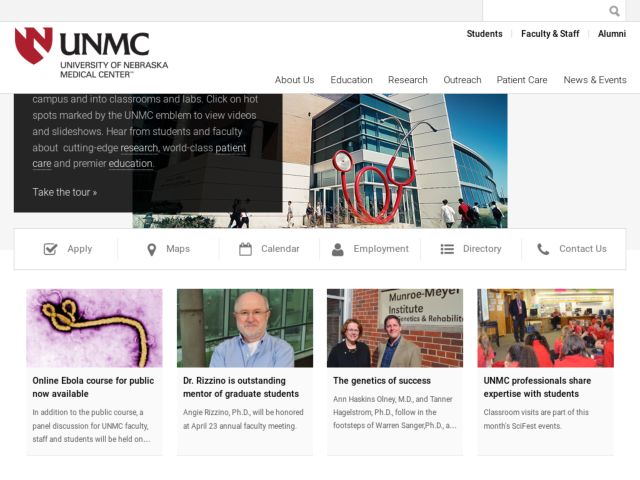 UNMC
UNIVERSITY OF NEBRASKA
MEDICAL CENTER™
Students
Faculty & Staff
Alumni
About Us
Education
Research
Outreach
Patient Care
News & Events
campus and into classrooms and labs. Click on hot
spots marked by the UNMC emblem to view videos
and slideshows. Hear from students and faculty
about cutting-edge research, world-class patient
care and premier education.
Take the tour »
Apply
Maps
Calendar
Employment
Directory
Contact Us
Munroe-Meyer
Institute
Genetics & Rehabilit
Online Ebola course for public
now available
In addition to the public course, a
panel discussion for UNMC faculty,
staff and students will be held on...
Dr. Rizzino is outstanding
mentor of graduate students
Angie Rizzino, Ph.D., will be honored
at April 23 annual faculty meeting.
The genetics of success
Ann Haskins Olney, M.D., and Tanner
Hagelstrom, Ph.D., follow in the
footsteps of Warren Sanger,Ph.D., a...
UNMC professionals share
expertise with students
Classroom visits are part of this
month's SciFest events.